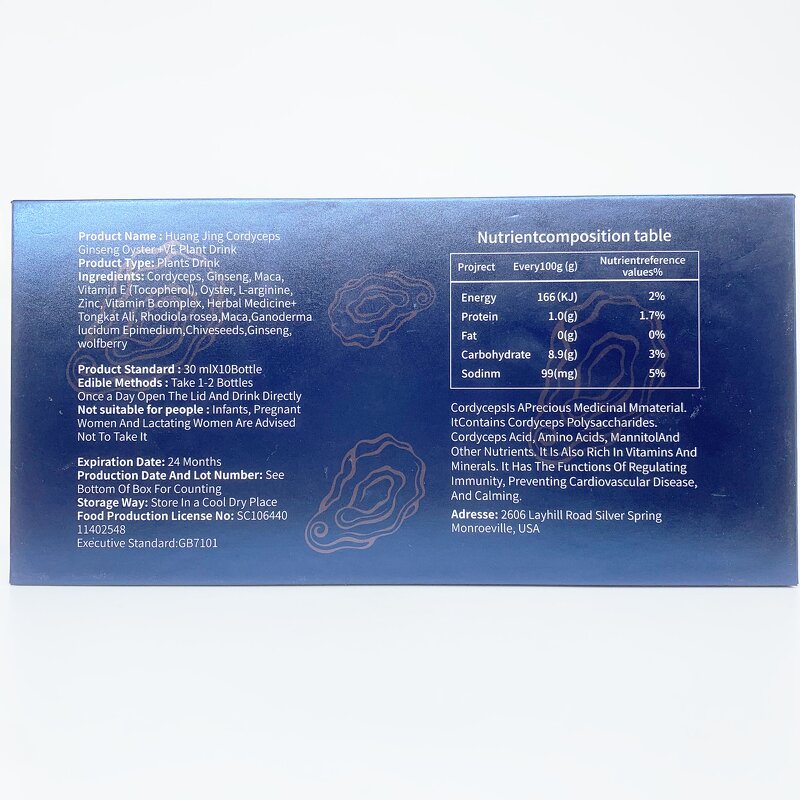 Product Name : Huang Jing Cordyceps
Ginseng Oyster +VE Plant Drink
Product Type: Plants Drink
Ingredients: Cordyceps, Ginseng, Maca,
Vitamin E (Tocopherol), Oyster, L-arginine,
Zinc, Vitamin B complex, Herbal Medicine+
Tongkat Ali, Rhodiola rosea,Maca,Ganoderma
lucidum Epimedium,Chiveseeds,Ginseng,
wolfberry
Product Standard : 30 mlX10Bottle
Edible Methods : Take 1-2 Bottles
Once a Day Open The Lid And Drink Directly
Not suitable for people : Infants, Pregnant
Women And Lactating Women Are Advised
Not To Take It
Expiration Date: 24 Months
Production Date And Lot Number: See
Bottom Of Box For Counting
Storage Way: Store In a Cool Dry Place
Food Production License No: SC106440
11402548
Executive Standard:GB7101
Nutrientcomposition table
Projrect Every100g (g) Nutrientreference
values%
Energy 166(KJ) 2%
Protein 1.0(g) 1.7%
Fat 0(g) 0%
Carbohydrate 8.9(g) 3%
Sodinm 99(mg) 5%
CordycepsIs APrecious Medicinal Mmaterial.
ItContains Cordyceps Polysaccharides.
Cordyceps Acid, Amino Acids, MannitolAnd
Other Nutrients. It Is Also Rich In Vitamins And
Minerals. It Has The Functions Of Regulating
Immunity, Preventing Cardiovascular Disease,
And Calming.
Adresse: 2606 Layhill Road Silver Spring
Monroeville, USA